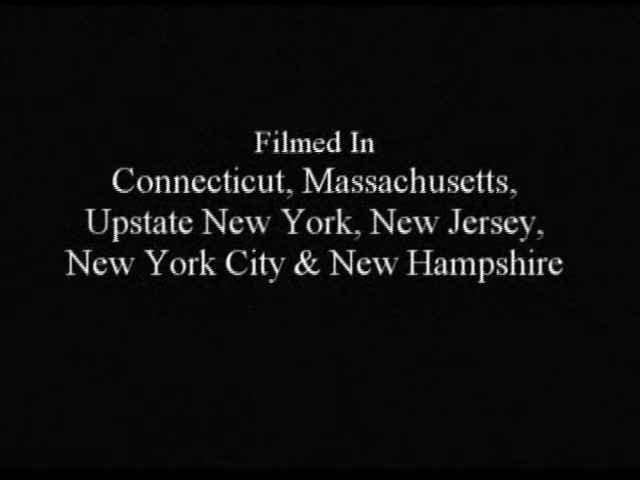 Filmed In
Connecticut, Massachusetts,
Upstate New York, New Jersey,
New York City & New Hampshire